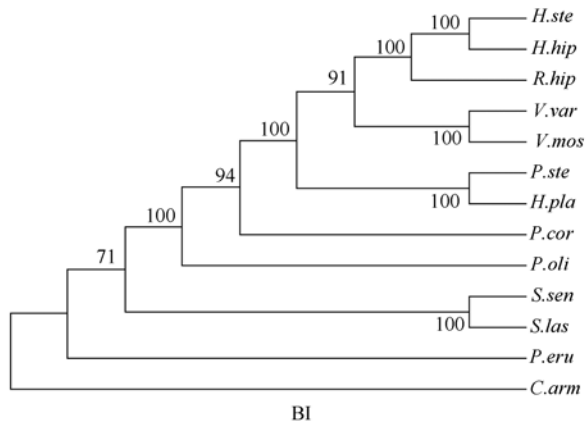 100 H.ste
100 H.hip
91 R.hip
V.var
100 100 V.mos
94 P.ste
100 H.pla
100 P.cor
71 P.oli
S.sen
100 S.las
P.eru
C.arm
BI